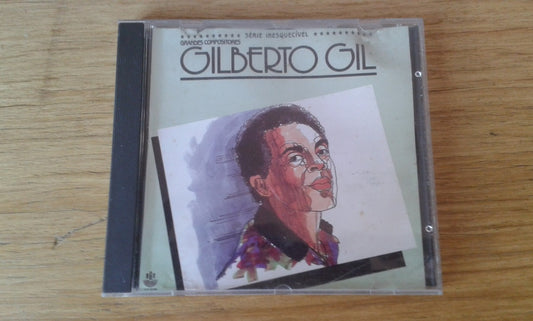 SÉRIE INESQUECÍVEL
GRANDES COMPOSITORES
GILBERTO GIL